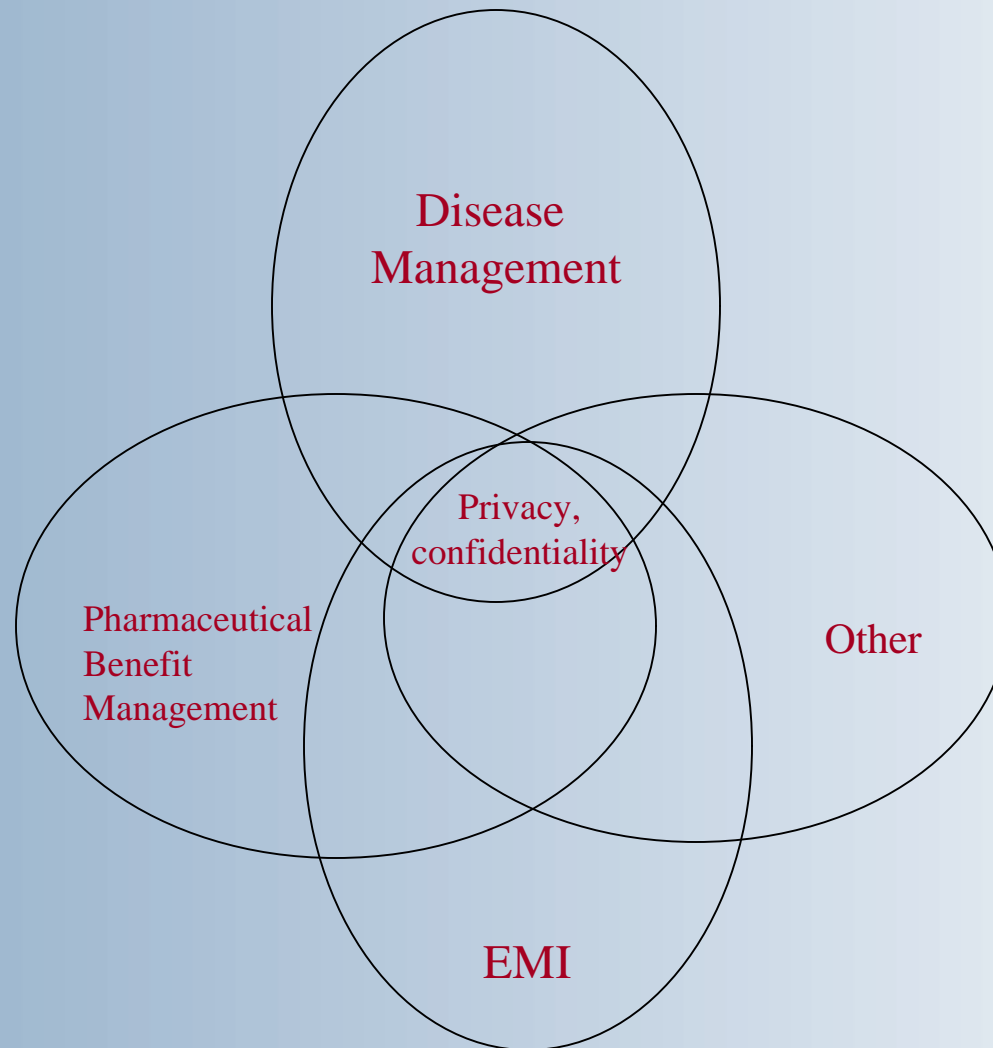 Disease
Management
Privacy,
confidentiality
Pharmaceutical
Benefit
Management
Other
EMI